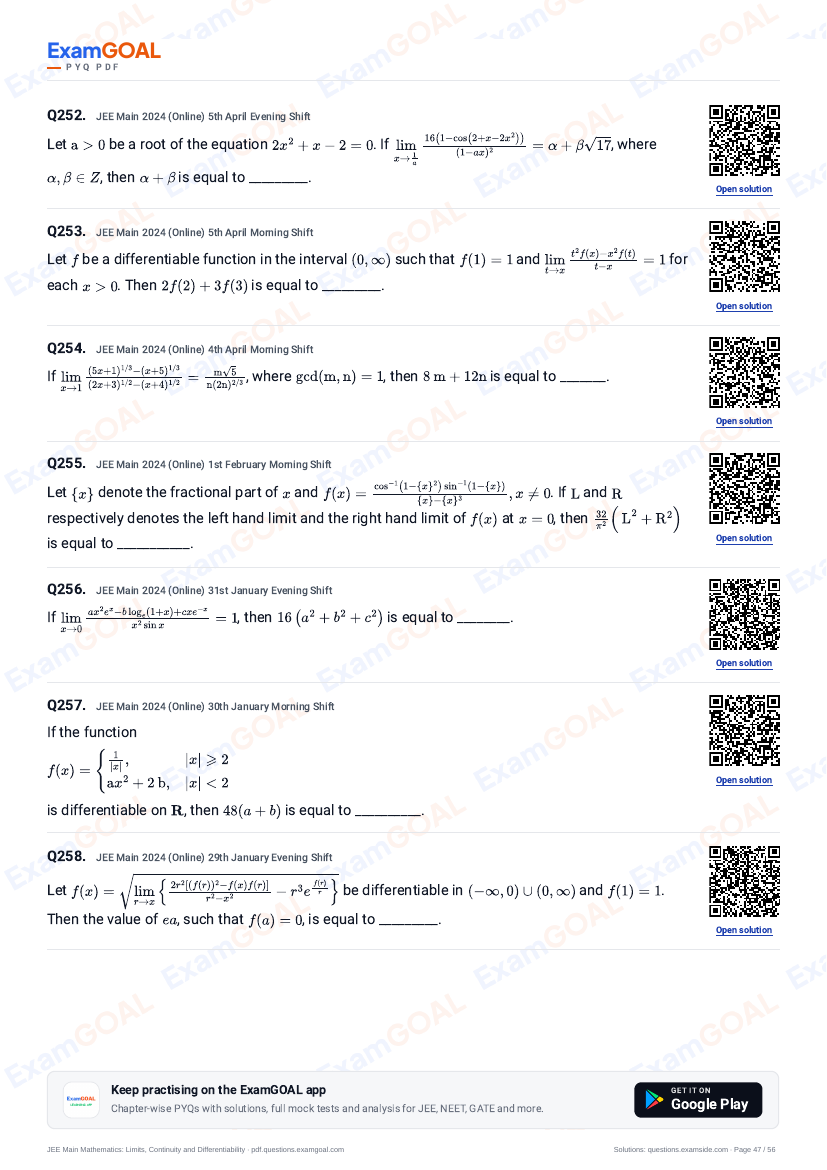 ExamGOAL
PYQ PDF
Q252. JEE Main 2024 (Online) 5th April Evening Shift
Let a > 0 be a root of the equation 2x² + x − 2 = 0. If lim_{x→1/a} 16(1−cos(2+x−2x²))/(1−ax)² = α + β√17, where
α, β ∈ Z, then α + β is equal to _________.
Open solution
Q253. JEE Main 2024 (Online) 5th April Morning Shift
Let f be a differentiable function in the interval (0, ∞) such that f(1) = 1 and lim_{t→x} (t²f(x)−x²f(t))/(t−x) = 1 for
each x > 0. Then 2f(2) + 3f(3) is equal to _________.
Open solution
Q254. JEE Main 2024 (Online) 4th April Morning Shift
If lim_{x→1} ((5x+1)^{1/3}−(x+5)^{1/3})/((2x+3)^{1/2}−(x+4)^{1/2}) = m√5/(n(2n)^{2/3}), where gcd(m, n) = 1, then 8 m + 12n is equal to _______.
Open solution
Q255. JEE Main 2024 (Online) 1st February Morning Shift
Let {x} denote the fractional part of x and f(x) = (cos⁻¹(1−{x}²) sin⁻¹(1−{x}))/({x}−{x}³), x ≠ 0. If L and R
respectively denotes the left hand limit and the right hand limit of f(x) at x = 0, then 32/π² (L² + R²)
is equal to ___________.
Open solution
Q256. JEE Main 2024 (Online) 31st January Evening Shift
If lim_{x→0} (ax²eˣ−b logₑ(1+x)+cxe⁻ˣ)/(x² sin x) = 1, then 16 (a² + b² + c²) is equal to ________.
Open solution
Q257. JEE Main 2024 (Online) 30th January Morning Shift
If the function
f(x) = { 1/|x|, |x| ⩾ 2
ax² + 2 b, |x| < 2
is differentiable on R, then 48(a + b) is equal to __________.
Open solution
Q258. JEE Main 2024 (Online) 29th January Evening Shift
Let f(x) = √(lim_{r→x} {2r²[(f(r))²−f(x)f(r)]/(r²−x²) − r³e^{f(r)/r}}) be differentiable in (−∞, 0) ∪ (0, ∞) and f(1) = 1.
Then the value of ea, such that f(a) = 0, is equal to _________.
Open solution
Keep practising on the ExamGOAL app
Chapter-wise PYQs with solutions, full mock tests and analysis for JEE, NEET, GATE and more.
GET IT ON
Google Play
JEE Main Mathematics: Limits, Continuity and Differentiability · pdf.questions.examgoal.com
Solutions: questions.examside.com · Page 47 / 56